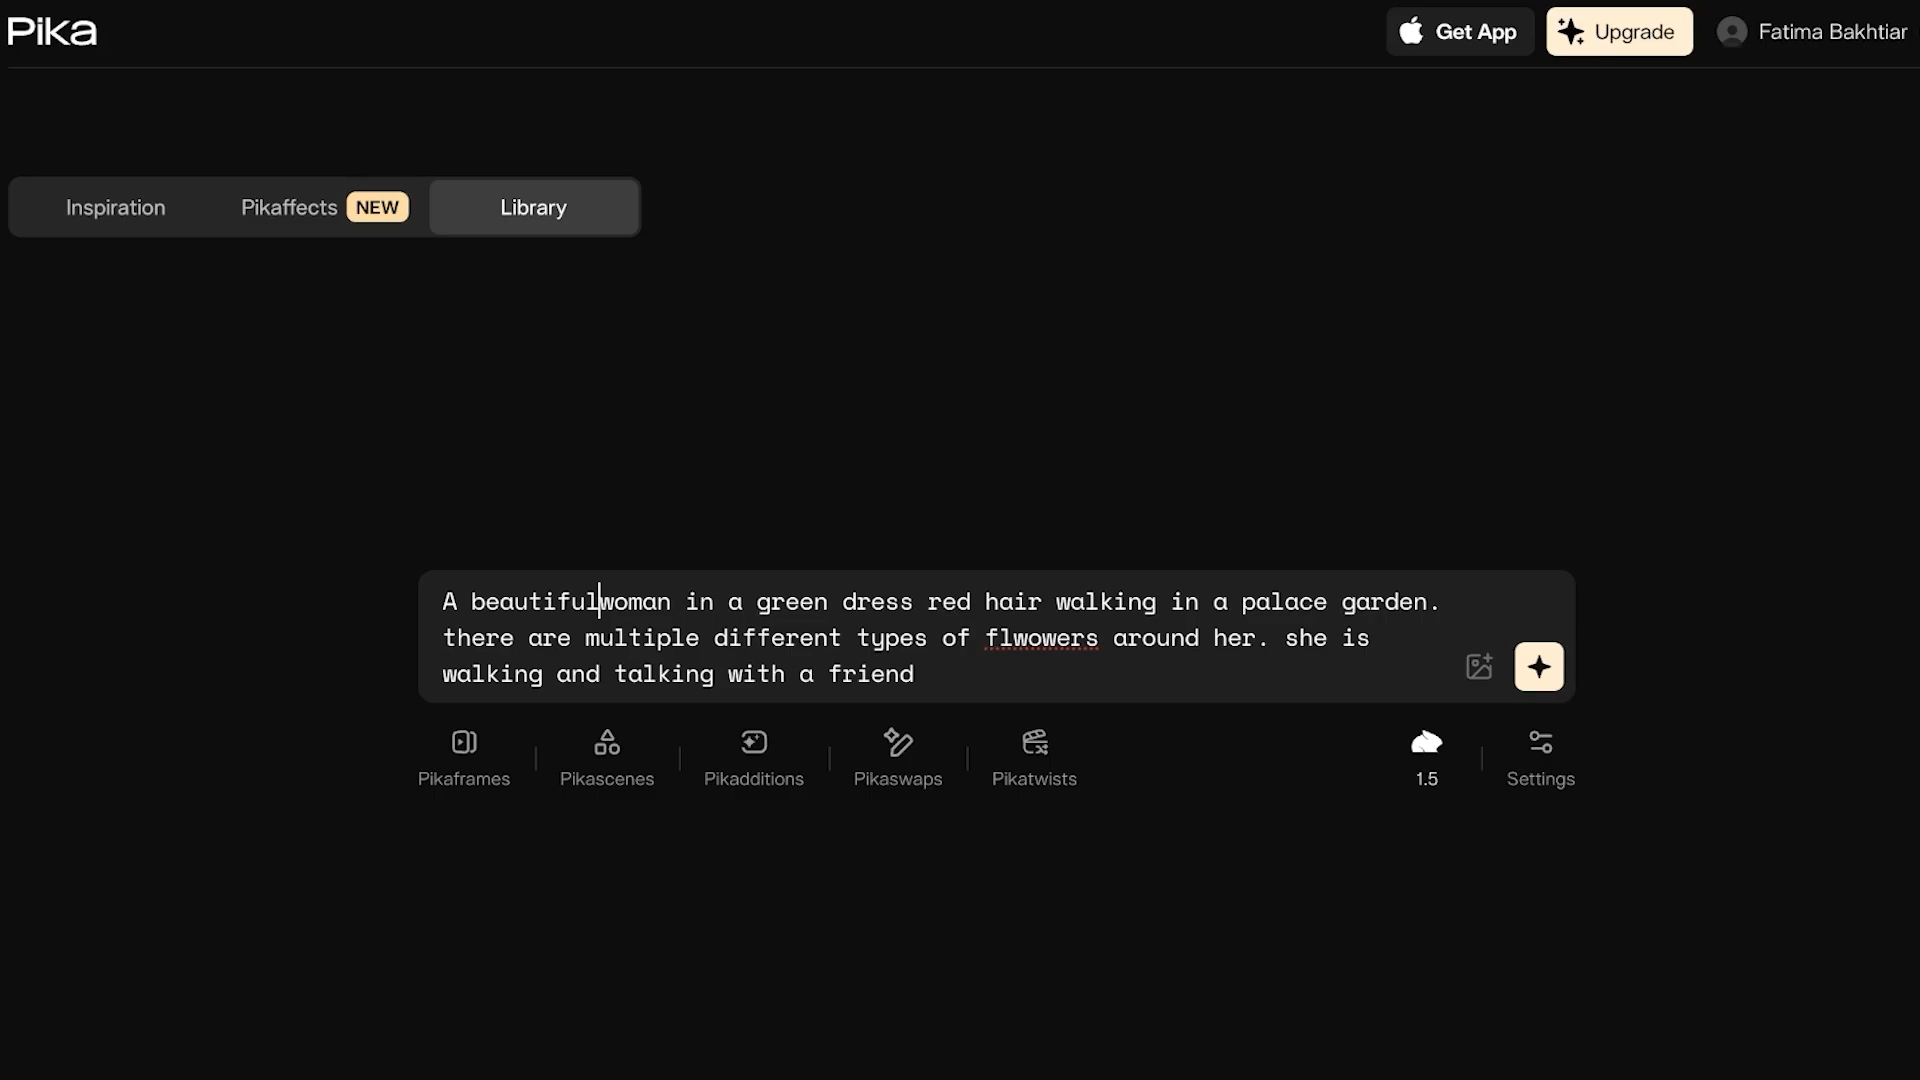 Pika
Get App
Upgrade
Fatima Bakhtiar
Inspiration
Pikaffects NEW
Library
A beautifulwoman in a green dress red hair walking in a palace garden.
there are multiple different types of flwowers around her. she is
walking and talking with a friend
Pikaframes
Pikascenes
Pikadditions
Pikaswaps
Pikatwists
1.5
Settings